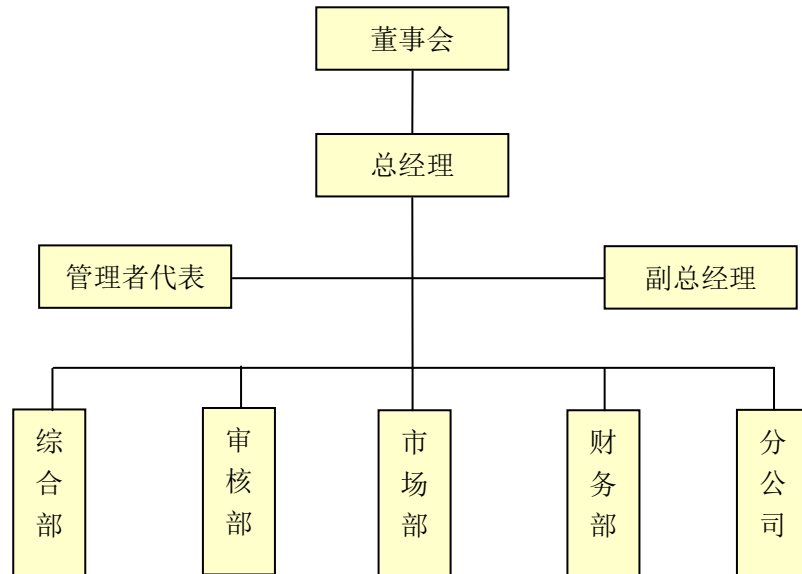 董事会
总经理
管理者代表
副总经理
综合部
审核部
市场部
财务部
分公司